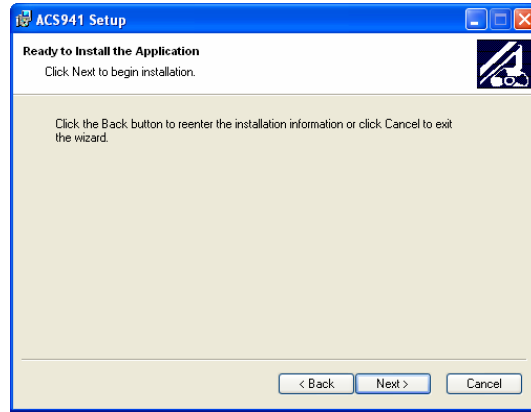 ACS941 Setup
Ready to Install the Application
Click Next to begin installation.
Click the Back button to reenter the installation information or click Cancel to exit
the wizard.
< Back Next > Cancel